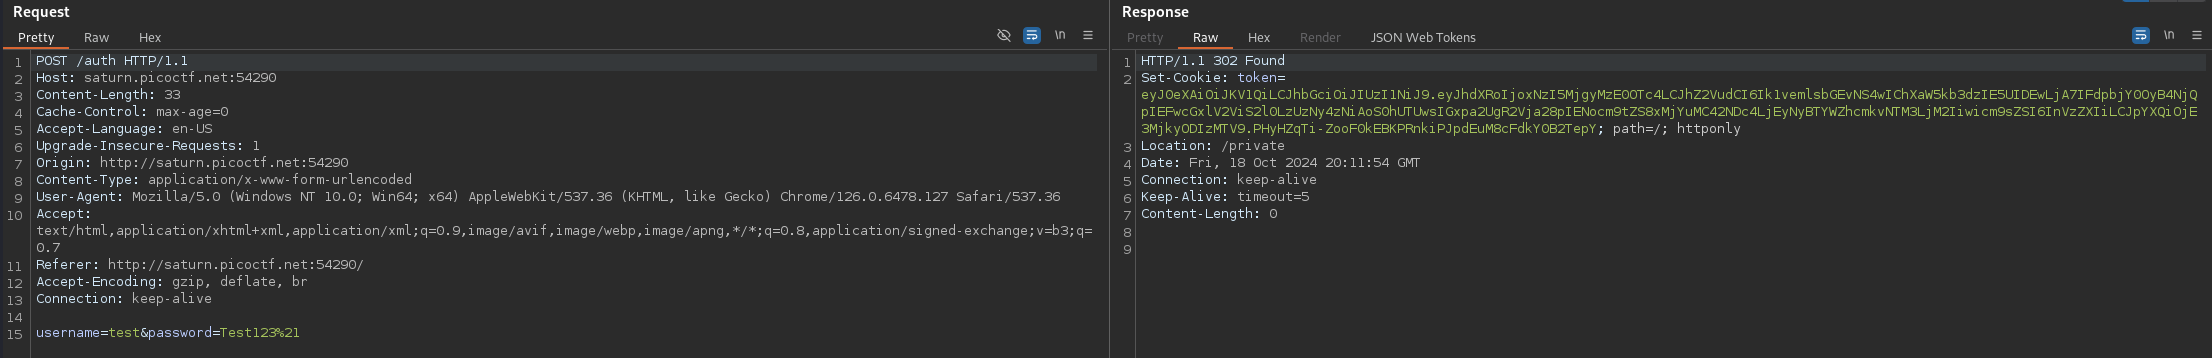 Request
Pretty Raw Hex
\n
1 POST /auth HTTP/1.1
2 Host: saturn.picoctf.net:54290
3 Content-Length: 33
4 Cache-Control: max-age=0
5 Accept-Language: en-US
6 Upgrade-Insecure-Requests: 1
7 Origin: http://saturn.picoctf.net:54290
8 Content-Type: application/x-www-form-urlencoded
9 User-Agent: Mozilla/5.0 (Windows NT 10.0; Win64; x64) AppleWebKit/537.36 (KHTML, like Gecko) Chrome/126.0.6478.127 Safari/537.36
10 Accept:
text/html,application/xhtml+xml,application/xml;q=0.9,image/avif,image/webp,image/apng,*/*;q=0.8,application/signed-exchange;v=b3;q=
0.7
11 Referer: http://saturn.picoctf.net:54290/
12 Accept-Encoding: gzip, deflate, br
13 Connection: keep-alive
14
15 username=test&password=Test123%21
Response
Pretty Raw Hex Render JSON Web Tokens
\n
1 HTTP/1.1 302 Found
2 Set-Cookie: token=
eyJ0eXAiOiJKV1QiLCJhbGciOiJIUzI1NiJ9.eyJhdXRoIjoxNzI5MjgyMzE0OTc4LCJhZ2VudCI6Ik1vemlsbGEvNS4wIChXaW5kb3dzIE5UIDEwLjA7IFdpbjY0OyB4NjQ
pIEFwcGxlV2ViS2l0LzUzNy4zNiAoS0hUTUwsIGxpa2UgR2Vja28pIENocm9tZS8xMjYuMC42NDc4LjEyNyBTYWZhcmkvNTM3LjM2Iiwicm9sZSI6InVzZXIiLCJpYXQiOjE
3MjkyODIzMTV9.PHyHZqTi-ZooF0kEBKPRnkiPJpdEuM8cFdkY0B2TepY; path=/; httponly
3 Location: /private
4 Date: Fri, 18 Oct 2024 20:11:54 GMT
5 Connection: keep-alive
6 Keep-Alive: timeout=5
7 Content-Length: 0
8
9